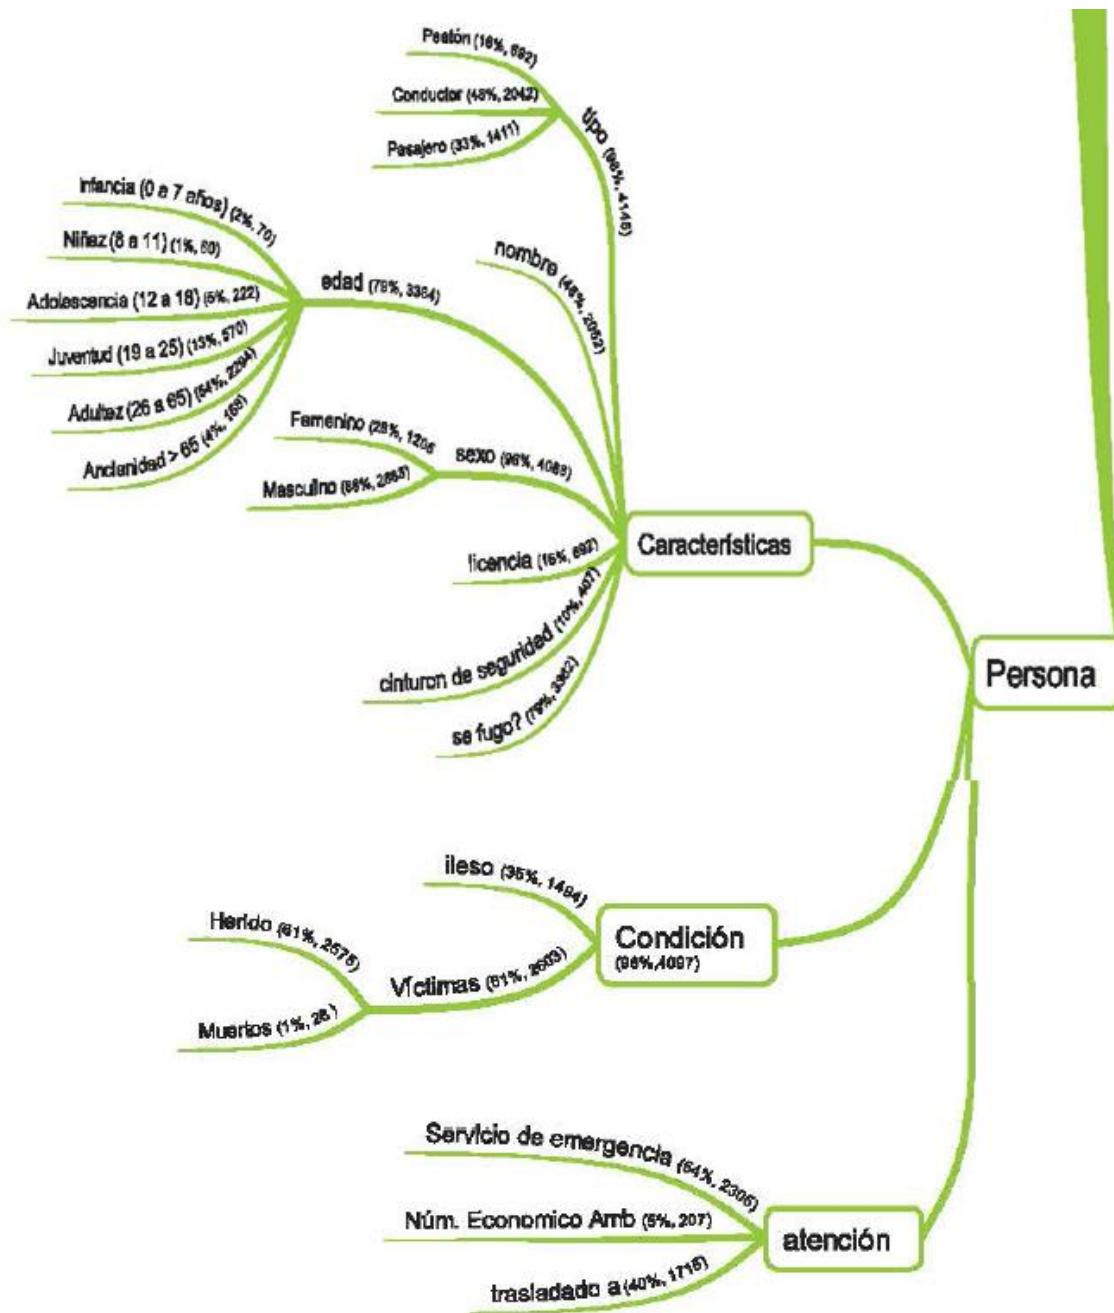 Peatón (16%, 692)
Conductor (48%, 2042)
Pasajero (33%, 1411)
tipo (98%, 4145)
Infancia (0 a 7 años) (2%, 70)
Niñez (8 a 11) (1%, 60)
Adolescencia (12 a 18) (5%, 222)
Juventud (19 a 25) (13%, 570)
Adultez (26 a 65) (54%, 2294)
Ancianidad > 65 (4%, 168)
edad (79%, 3384)
nombre (48%, 2052)
Femenino (28%, 1205
Masculino (68%, 2883)
sexo (96%, 4088)
licencia (16%, 692)
cinturon de seguridad (10%, 407)
se fugo? (79%, 3362)
Características
Persona
ileso (35%, 1494)
Herido (61%, 2575)
Muertos (1%, 28)
Víctimas (61%, 2603)
Condición
(96%,4097)
Servicio de emergencia (54%, 2305)
Núm. Economico Amb (5%, 207)
trasladado a (40%, 1715)
atención